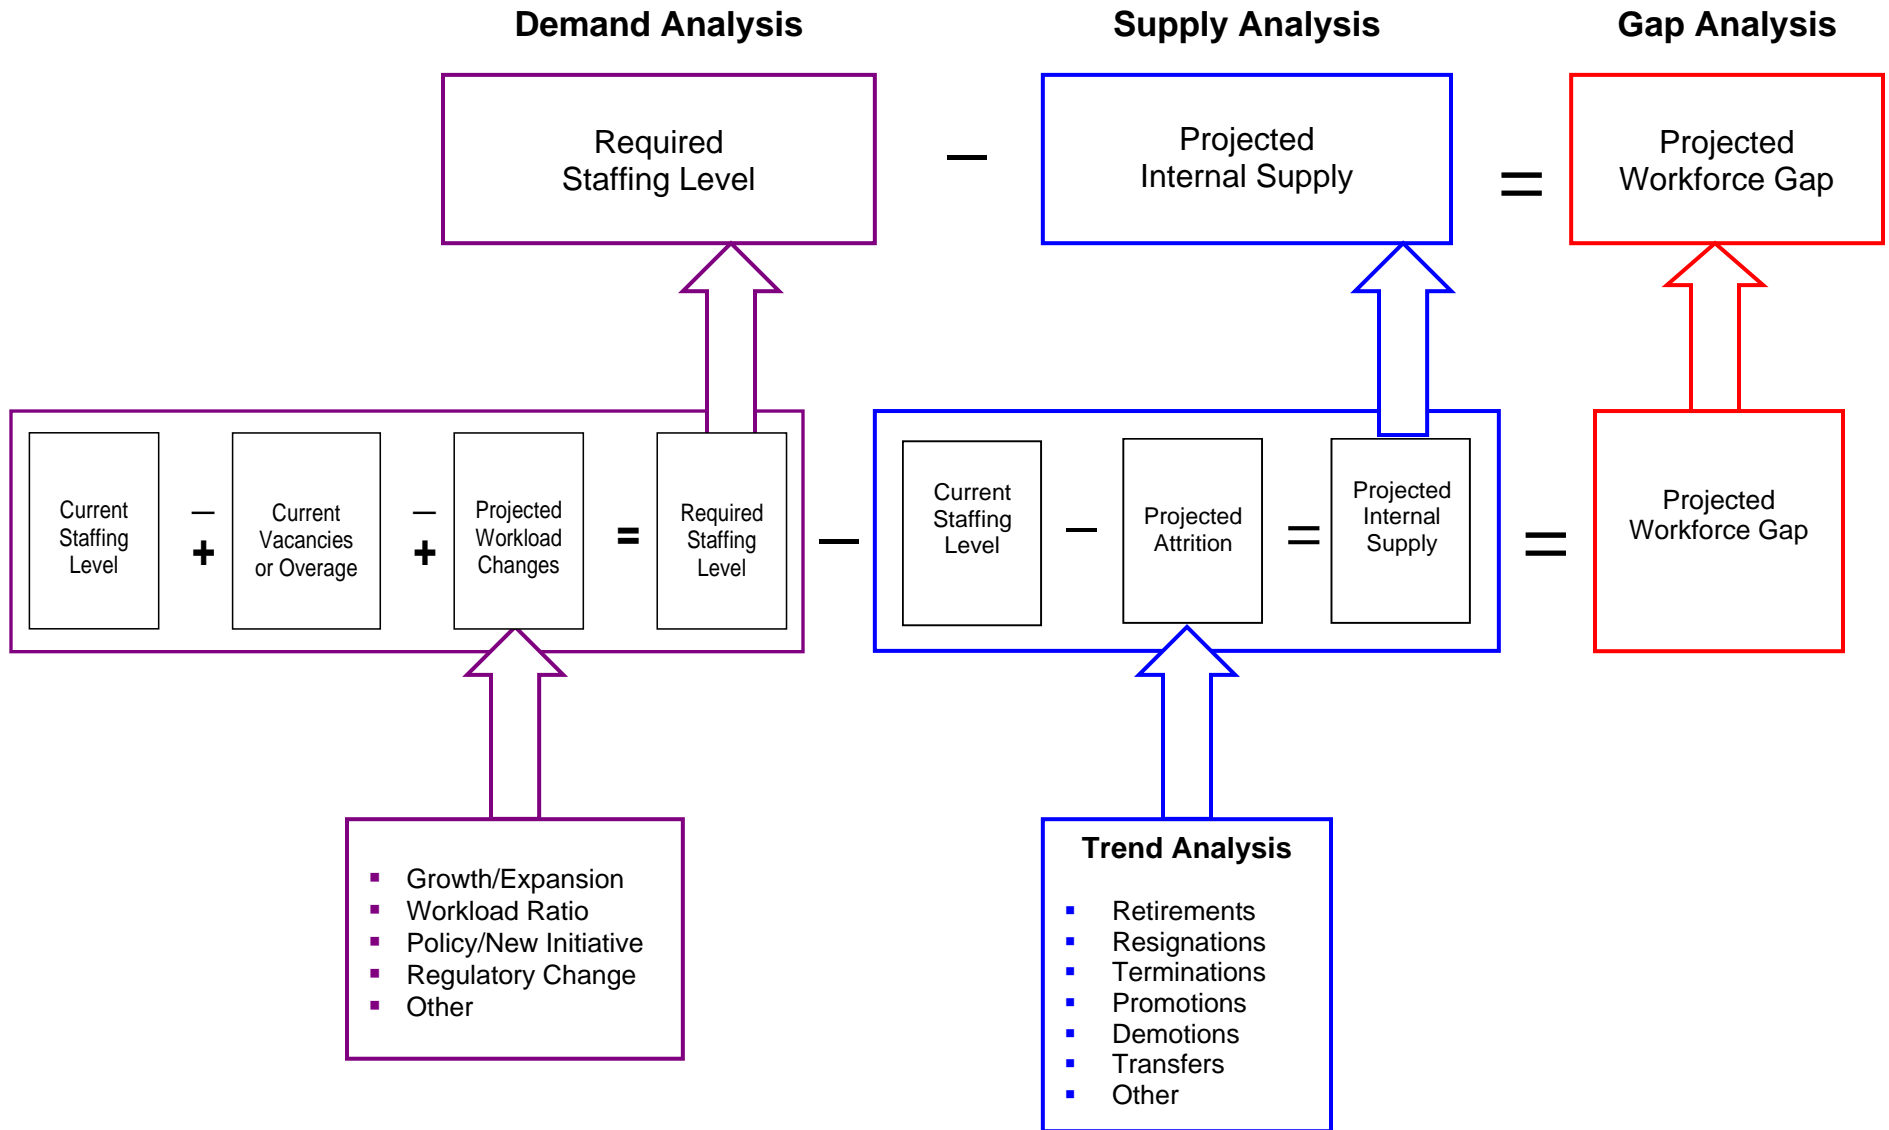 Demand Analysis
Supply Analysis
Gap Analysis
Required
Staffing Level
–
Projected
Internal Supply
=
Projected
Workforce Gap
Current
Staffing
Level
–
+
Current
Vacancies
or Overage
–
+
Projected
Workload
Changes
=
Required
Staffing
Level
–
Current
Staffing
Level
–
Projected
Attrition
=
Projected
Internal
Supply
=
Projected
Workforce Gap
▪ Growth/Expansion
▪ Workload Ratio
▪ Policy/New Initiative
▪ Regulatory Change
▪ Other
Trend Analysis
▪ Retirements
▪ Resignations
▪ Terminations
▪ Promotions
▪ Demotions
▪ Transfers
▪ Other